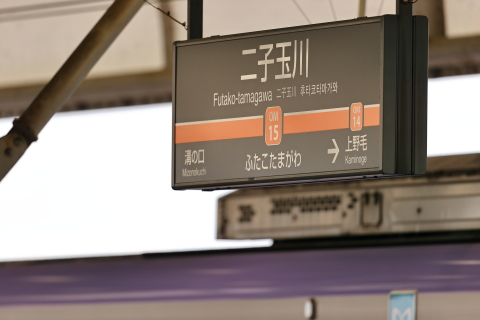 二子玉川
Futako-tamagawa 二子玉川 후타코타마가와
OM
15
OM
14
溝の口
Mizonokuchi
ふたこたまがわ
上野毛
Kaminoge